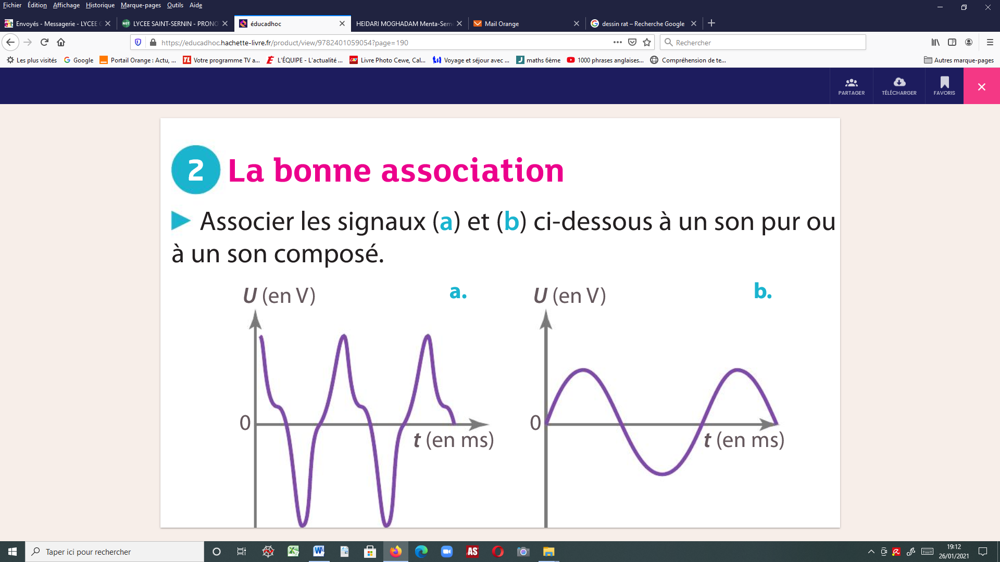 Fichier Édition Affichage Historique Marque-pages Outils Aide
Envoyés - Messagerie - LYCEE
LYCEE SAINT-SERNIN - PRONO
éducadhoc
HEIDARI MOGHADAM Menta-Sem
Mail Orange
dessin rat – Recherche Google
https://educadhoc.hachette-livre.fr/product/view/9782401059054?page=190
Rechercher
Les plus visités
Google
Portail Orange : Actu, ...
TL Votre programme TV a...
L'ÉQUIPE - L'actualité ...
Livre Photo Cewe, Cal...
Voyage et séjour avec ...
J maths 6ème
1000 phrases anglaises...
Compréhension de te...
Autres marque-pages
PARTAGER
TÉLÉCHARGER
FAVORIS
2 La bonne association
Associer les signaux (a) et (b) ci-dessous à un son pur ou
à un son composé.
U (en V)
a.
0
t (en ms)
U (en V)
b.
0
t (en ms)
Taper ici pour rechercher
AS
19:12
26/01/2021